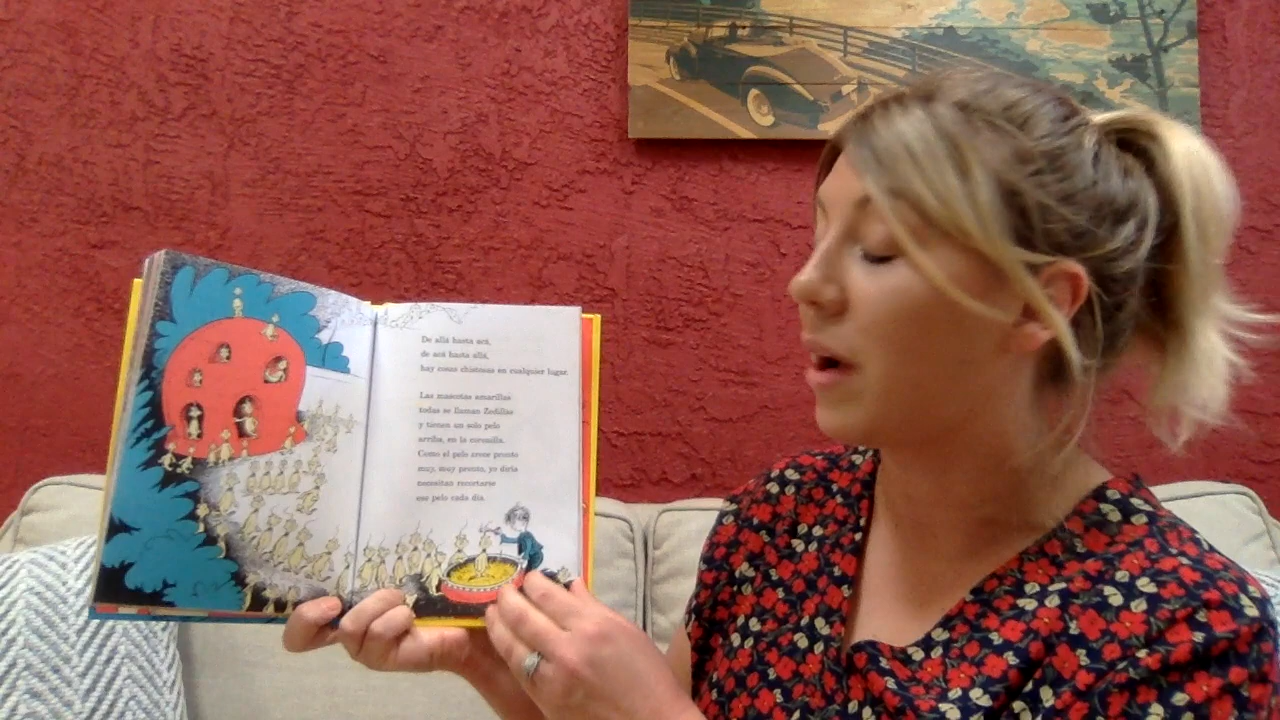 De allá hasta acá,
de acá hasta allá,
hay cosas chistosas en cualquier lugar.
Las mascotas amarillas
todas se llaman Zedillas
y tienen un solo pelo
arriba, en la coronilla.
Como el pelo crece pronto
muy, muy pronto, yo diría
necesitan recortarse
ese pelo cada día.